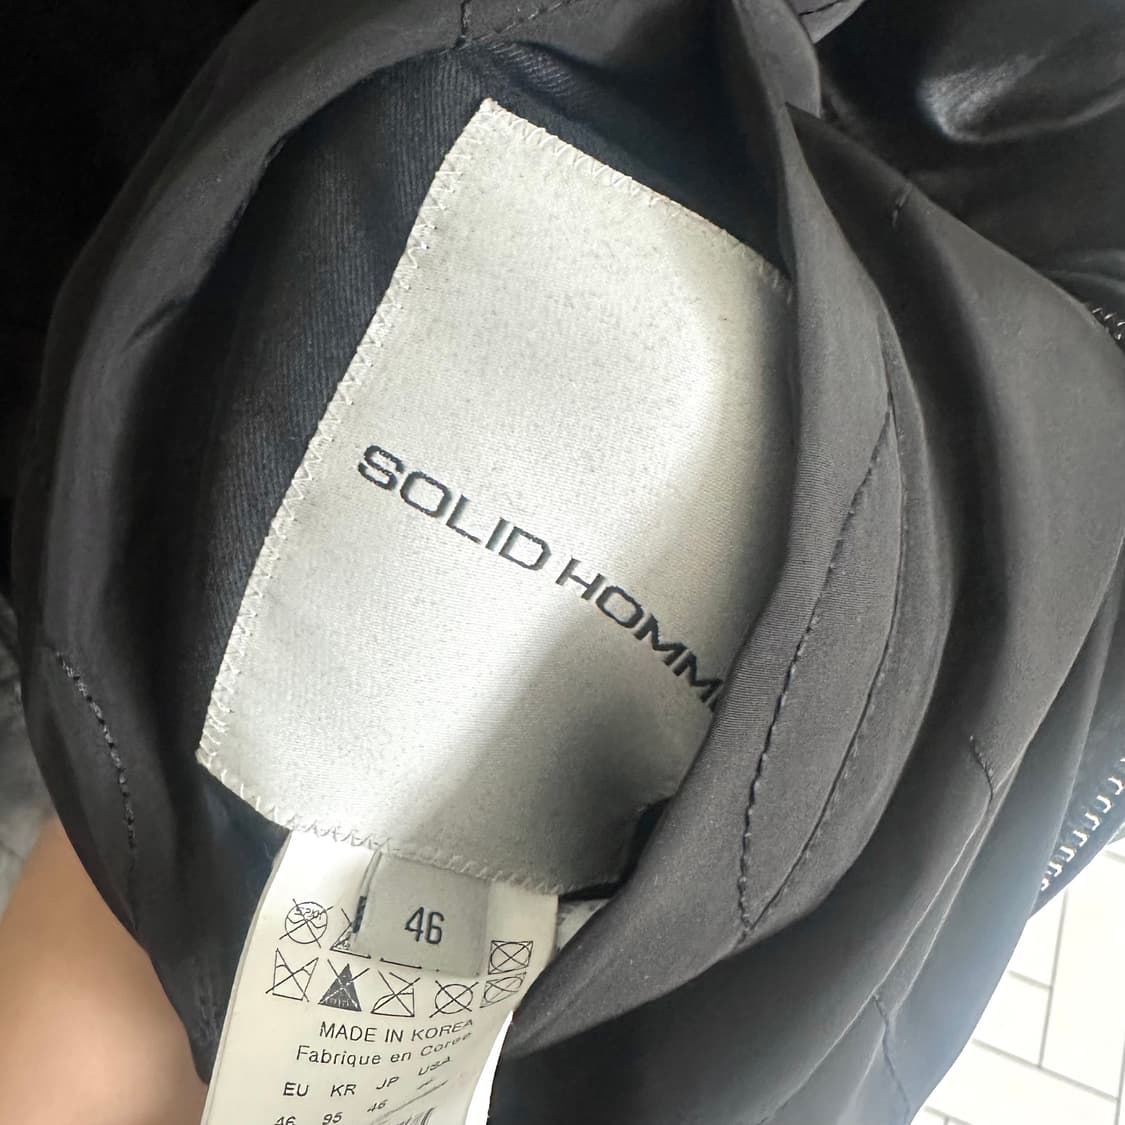 SOLID HOMM
46
MADE IN KOREA
Fabrique en Coree
EU KR JP USA
46 95 46